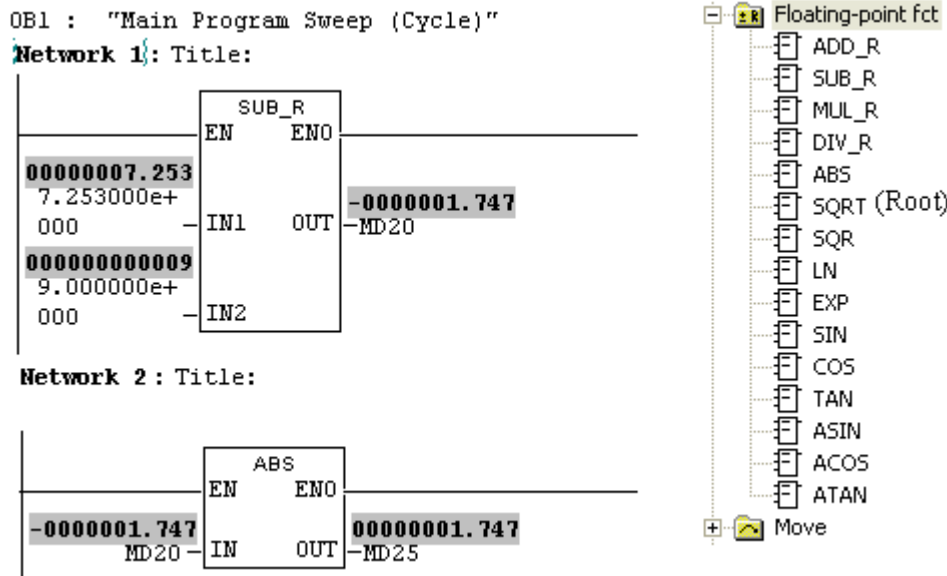 OB1 : "Main Program Sweep (Cycle)"
Network 1: Title:
SUB_R
EN ENO
00000007.253
7.253000e+
000
IN1 OUT
-0000001.747
MD20
000000000009
9.000000e+
000
IN2
Network 2 : Title:
ABS
EN ENO
-0000001.747
MD20
IN OUT
00000001.747
MD25
Floating-point fct
ADD_R
SUB_R
MUL_R
DIV_R
ABS
SQRT (Root)
SQR
LN
EXP
SIN
COS
TAN
ASIN
ACOS
ATAN
Move